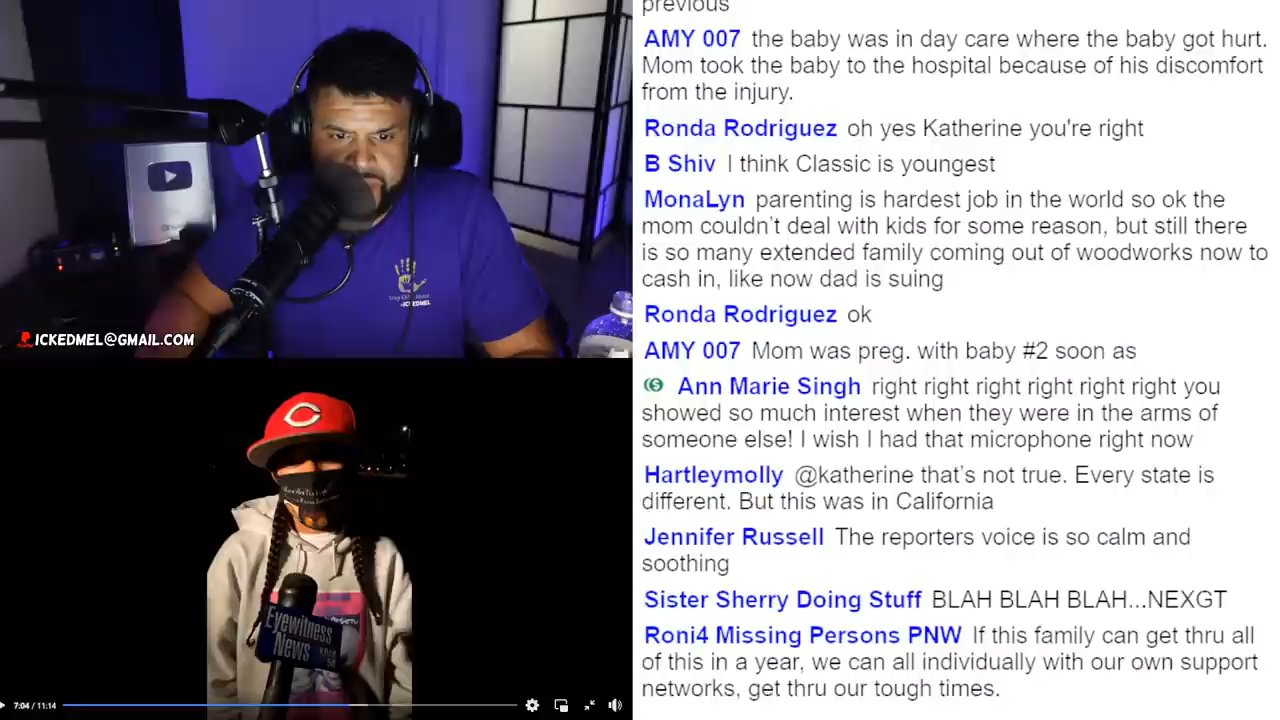 previous
AMY 007 the baby was in day care where the baby got hurt.
Mom took the baby to the hospital because of his discomfort
from the injury.
Ronda Rodriguez oh yes Katherine you're right
B Shiv I think Classic is youngest
MonaLyn parenting is hardest job in the world so ok the
mom couldn't deal with kids for some reason, but still there
is so many extended family coming out of woodworks now to
cash in, like now dad is suing
Ronda Rodriguez ok
AMY 007 Mom was preg. with baby #2 soon as
Ann Marie Singh right right right right right right you
showed so much interest when they were in the arms of
someone else! I wish I had that microphone right now
Hartleymolly @katherine that's not true. Every state is
different. But this was in California
Jennifer Russell The reporters voice is so calm and
soothing
Sister Sherry Doing Stuff BLAH BLAH BLAH...NEXGT
Roni4 Missing Persons PNW If this family can get thru all
of this in a year, we can all individually with our own support
networks, get thru our tough times.
ICKEDMEL@GMAIL.COM
-ICKEDMEL
C
Eyewitness
News
7:04 / 11:14